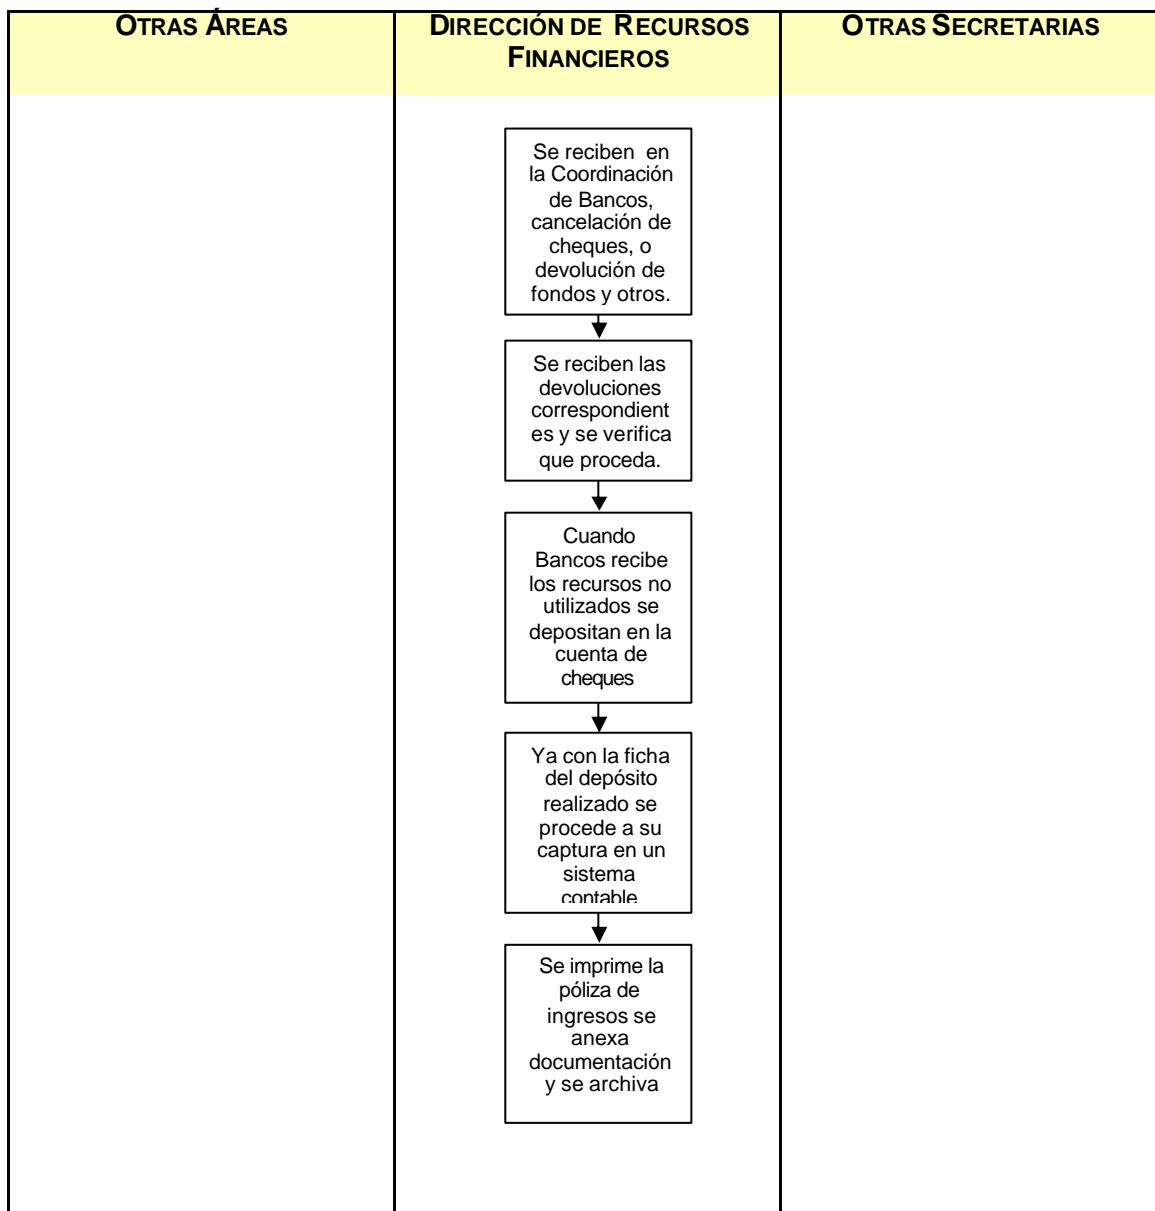 OTRAS ÁREAS
DIRECCIÓN DE RECURSOS
FINANCIEROS
OTRAS SECRETARIAS
Se reciben en
la Coordinación
de Bancos,
cancelación de
cheques, o
devolución de
fondos y otros.
Se reciben las
devoluciones
correspondient
es y se verifica
que proceda.
Cuando
Bancos recibe
los recursos no
utilizados se
depositan en la
cuenta de
cheques
Ya con la ficha
del depósito
realizado se
procede a su
captura en un
sistema
contable
Se imprime la
póliza de
ingresos se
anexa
documentación
y se archiva